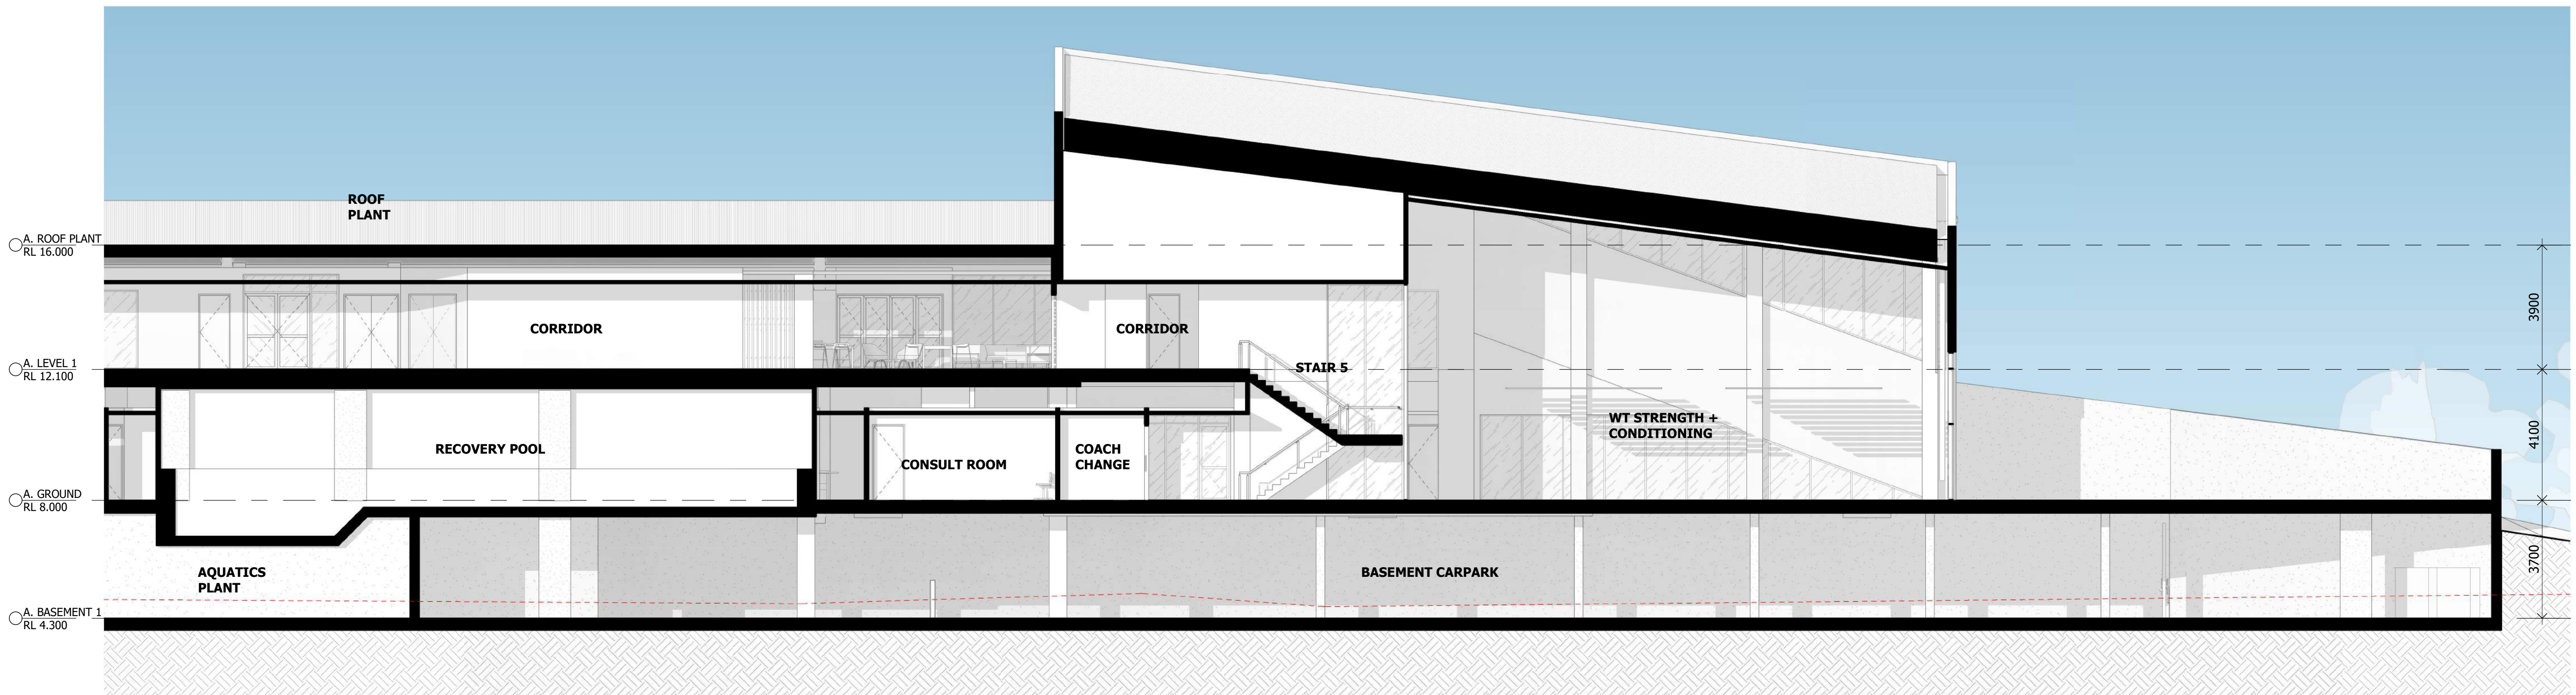 ROOF
PLANT
A. ROOF PLANT
RL 16.000
3900
CORRIDOR
CORRIDOR
A. LEVEL 1
RL 12.100
STAIR 5
WT STRENGTH +
CONDITIONING
4100
RECOVERY POOL
CONSULT ROOM
COACH
CHANGE
A. GROUND
RL 8.000
AQUATICS
PLANT
BASEMENT CARPARK
3700
A. BASEMENT 1
RL 4.300